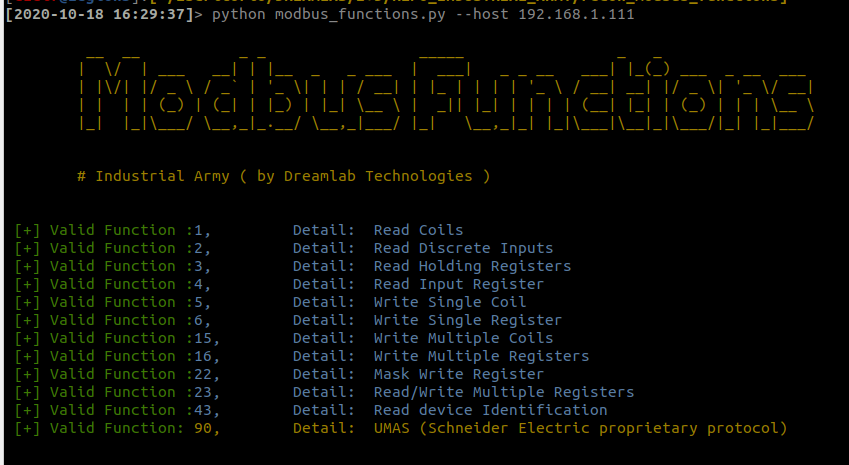 [2020-10-18 16:29:37]> python modbus_functions.py --host 192.168.1.111
Modbus Functions
# Industrial Army ( by Dreamlab Technologies )
[+] Valid Function :1, Detail: Read Coils
[+] Valid Function :2, Detail: Read Discrete Inputs
[+] Valid Function :3, Detail: Read Holding Registers
[+] Valid Function :4, Detail: Read Input Register
[+] Valid Function :5, Detail: Write Single Coil
[+] Valid Function :6, Detail: Write Single Register
[+] Valid Function :15, Detail: Write Multiple Coils
[+] Valid Function :16, Detail: Write Multiple Registers
[+] Valid Function :22, Detail: Mask Write Register
[+] Valid Function :23, Detail: Read/Write Multiple Registers
[+] Valid Function :43, Detail: Read device Identification
[+] Valid Function: 90, Detail: UMAS (Schneider Electric proprietary protocol)